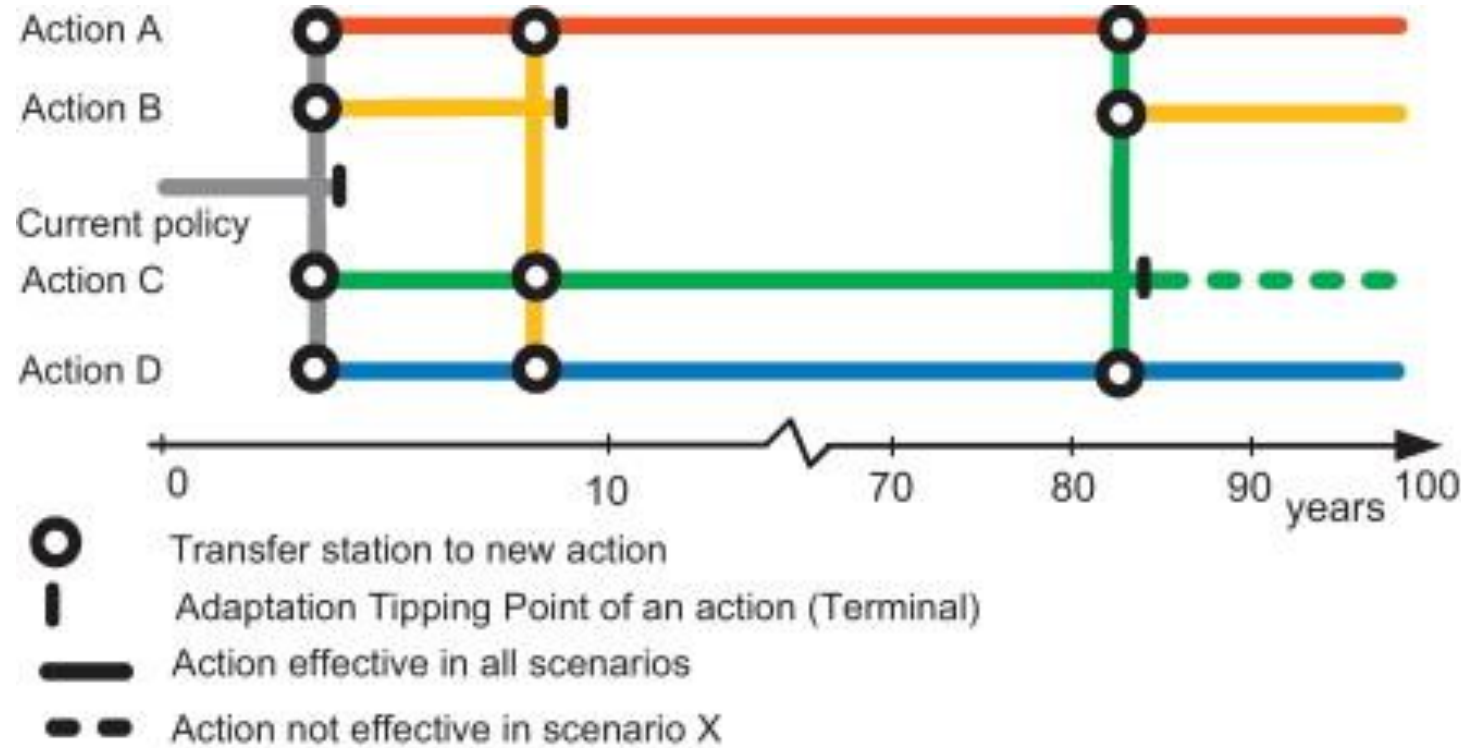 Action A
Action B
Current policy
Action C
Action D
0 10 70 80 90 years 100
Transfer station to new action
Adaptation Tipping Point of an action (Terminal)
Action effective in all scenarios
Action not effective in scenario X